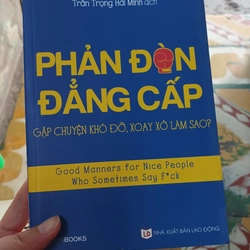 Trần Trọng Hải Minh dịch
PHẢN ĐÒN
ĐẲNG CẤP
GẶP CHUYỆN KHÓ ĐỠ, XOAY XỞ LÀM SAO?
Good Manners for Nice People
Who Sometimes Say f*ck
BOOKS
NHÀ XUẤT BẢN LAO ĐỘNG